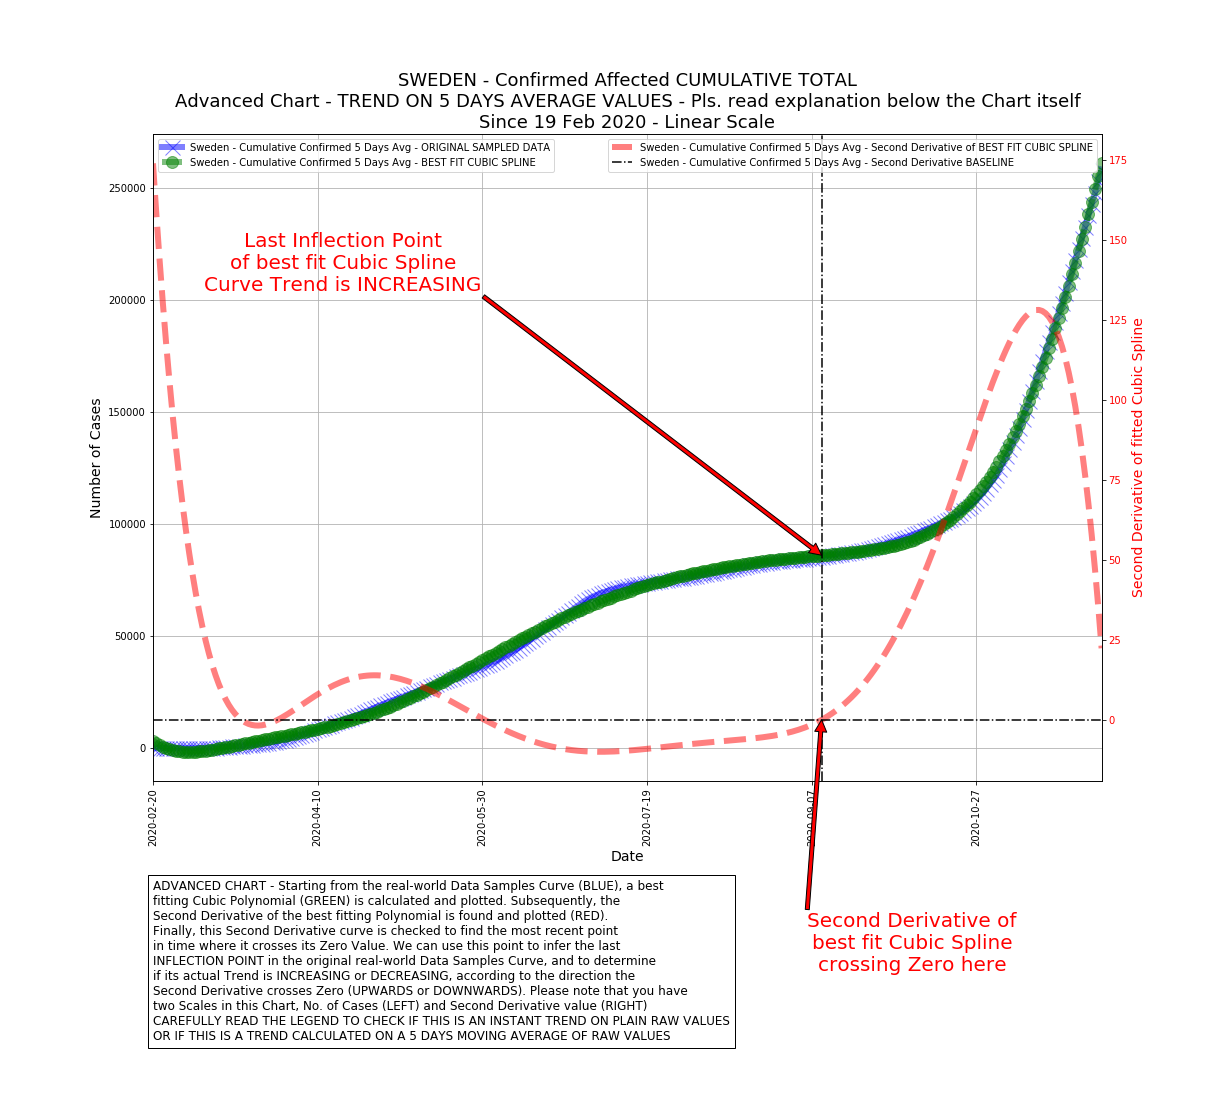 SWEDEN - Confirmed Affected CUMULATIVE TOTAL
Advanced Chart - TREND ON 5 DAYS AVERAGE VALUES - Pls. read explanation below the Chart itself
Since 19 Feb 2020 - Linear Scale
Sweden - Cumulative Confirmed 5 Days Avg - ORIGINAL SAMPLED DATA
Sweden - Cumulative Confirmed 5 Days Avg - BEST FIT CUBIC SPLINE
Sweden - Cumulative Confirmed 5 Days Avg - Second Derivative of BEST FIT CUBIC SPLINE
Sweden - Cumulative Confirmed 5 Days Avg - Second Derivative BASELINE
Last Inflection Point
of best fit Cubic Spline
Curve Trend is INCREASING
Number of Cases
250000
200000
150000
100000
50000
0
175
150
125
100
75
50
25
0
Second Derivative of fitted Cubic Spline
2020-02-20
2020-04-10
2020-05-30
2020-07-19
2020-09-07
2020-10-27
Date
ADVANCED CHART - Starting from the real-world Data Samples Curve (BLUE), a best
fitting Cubic Polynomial (GREEN) is calculated and plotted. Subsequently, the
Second Derivative of the best fitting Polynomial is found and plotted (RED).
Finally, this Second Derivative curve is checked to find the most recent point
in time where it crosses its Zero Value. We can use this point to infer the last
INFLECTION POINT in the original real-world Data Samples Curve, and to determine
if its actual Trend is INCREASING or DECREASING, according to the direction the
Second Derivative crosses Zero (UPWARDS or DOWNWARDS). Please note that you have
two Scales in this Chart, No. of Cases (LEFT) and Second Derivative value (RIGHT)
CAREFULLY READ THE LEGEND TO CHECK IF THIS IS AN INSTANT TREND ON PLAIN RAW VALUES
OR IF THIS IS A TREND CALCULATED ON A 5 DAYS MOVING AVERAGE OF RAW VALUES
Second Derivative of
best fit Cubic Spline
crossing Zero here